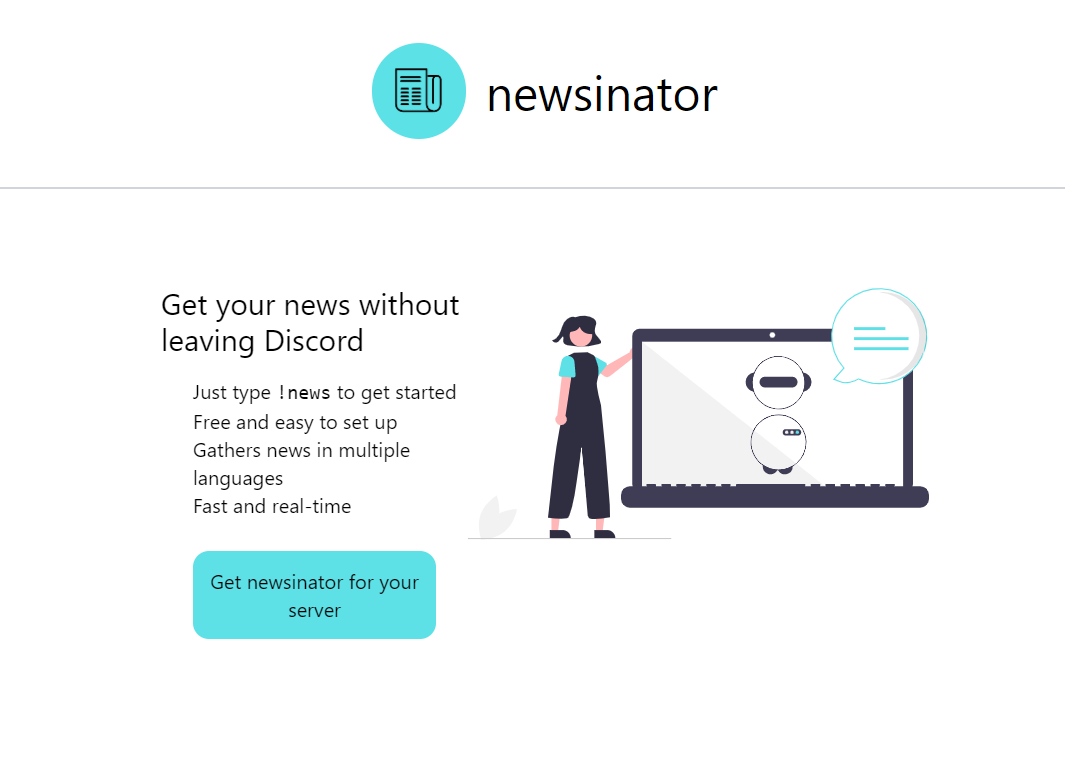 newsinator
Get your news without
leaving Discord
Just type !news to get started
Free and easy to set up
Gathers news in multiple
languages
Fast and real-time
Get newsinator for your
server